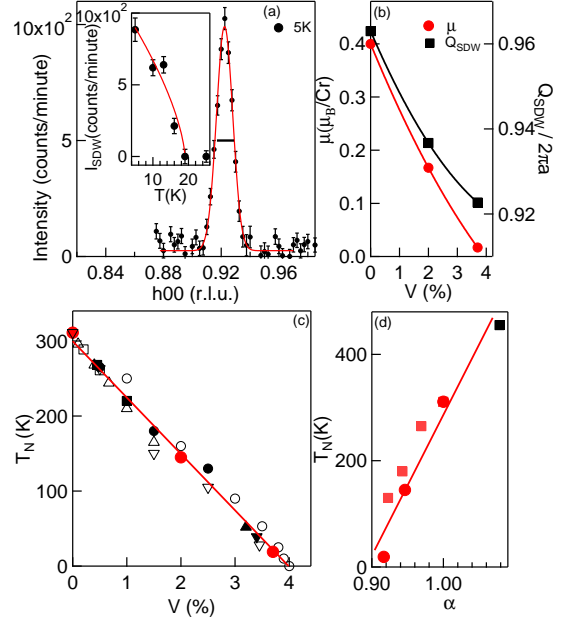 (a)
5K
10x10²
5
0
Intensity (counts/minute)
0.84
0.88
0.92
0.96
h00 (r.l.u.)
10x10²
5
0
I_SDW(counts/minute)
10
20
T(K)
(b)
μ
Q_SDW
0.4
0.3
0.2
0.1
0.0
μ(μ_B/Cr)
0.96
0.94
0.92
Q_SDW / 2πa
0
1
2
3
4
V (%)
(c)
300
200
100
0
T_N (K)
0
1
2
3
4
V (%)
(d)
400
200
0
T_N(K)
0.90
1.00
α